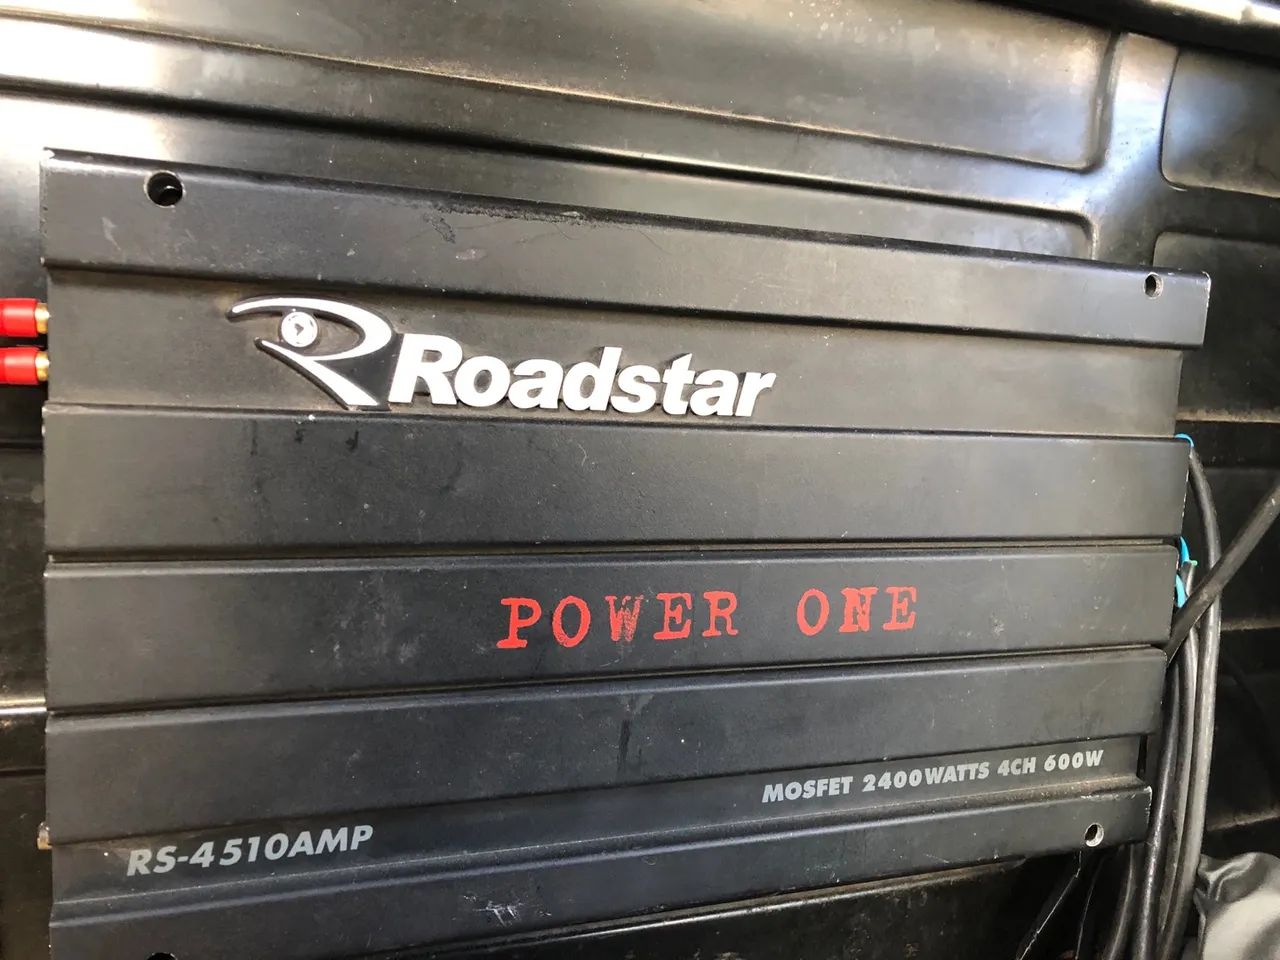 Roadstar
POWER ONE
MOSFET 2400WATTS 4CH 600W
RS-4510AMP